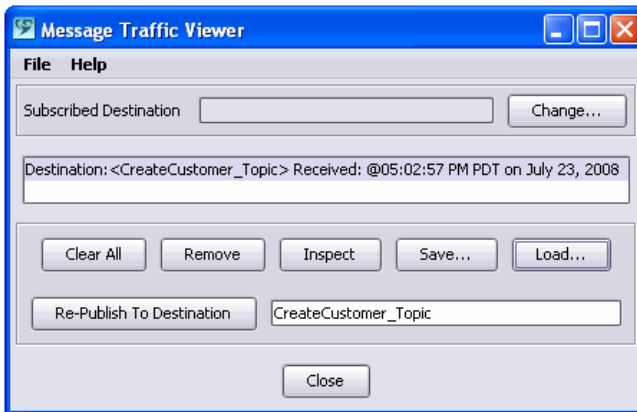 Message Traffic Viewer
File Help
Subscribed Destination Change...
Destination:<CreateCustomer_Topic> Received: @05:02:57 PM PDT on July 23, 2008
Clear All Remove Inspect Save... Load...
Re-Publish To Destination CreateCustomer_Topic
Close